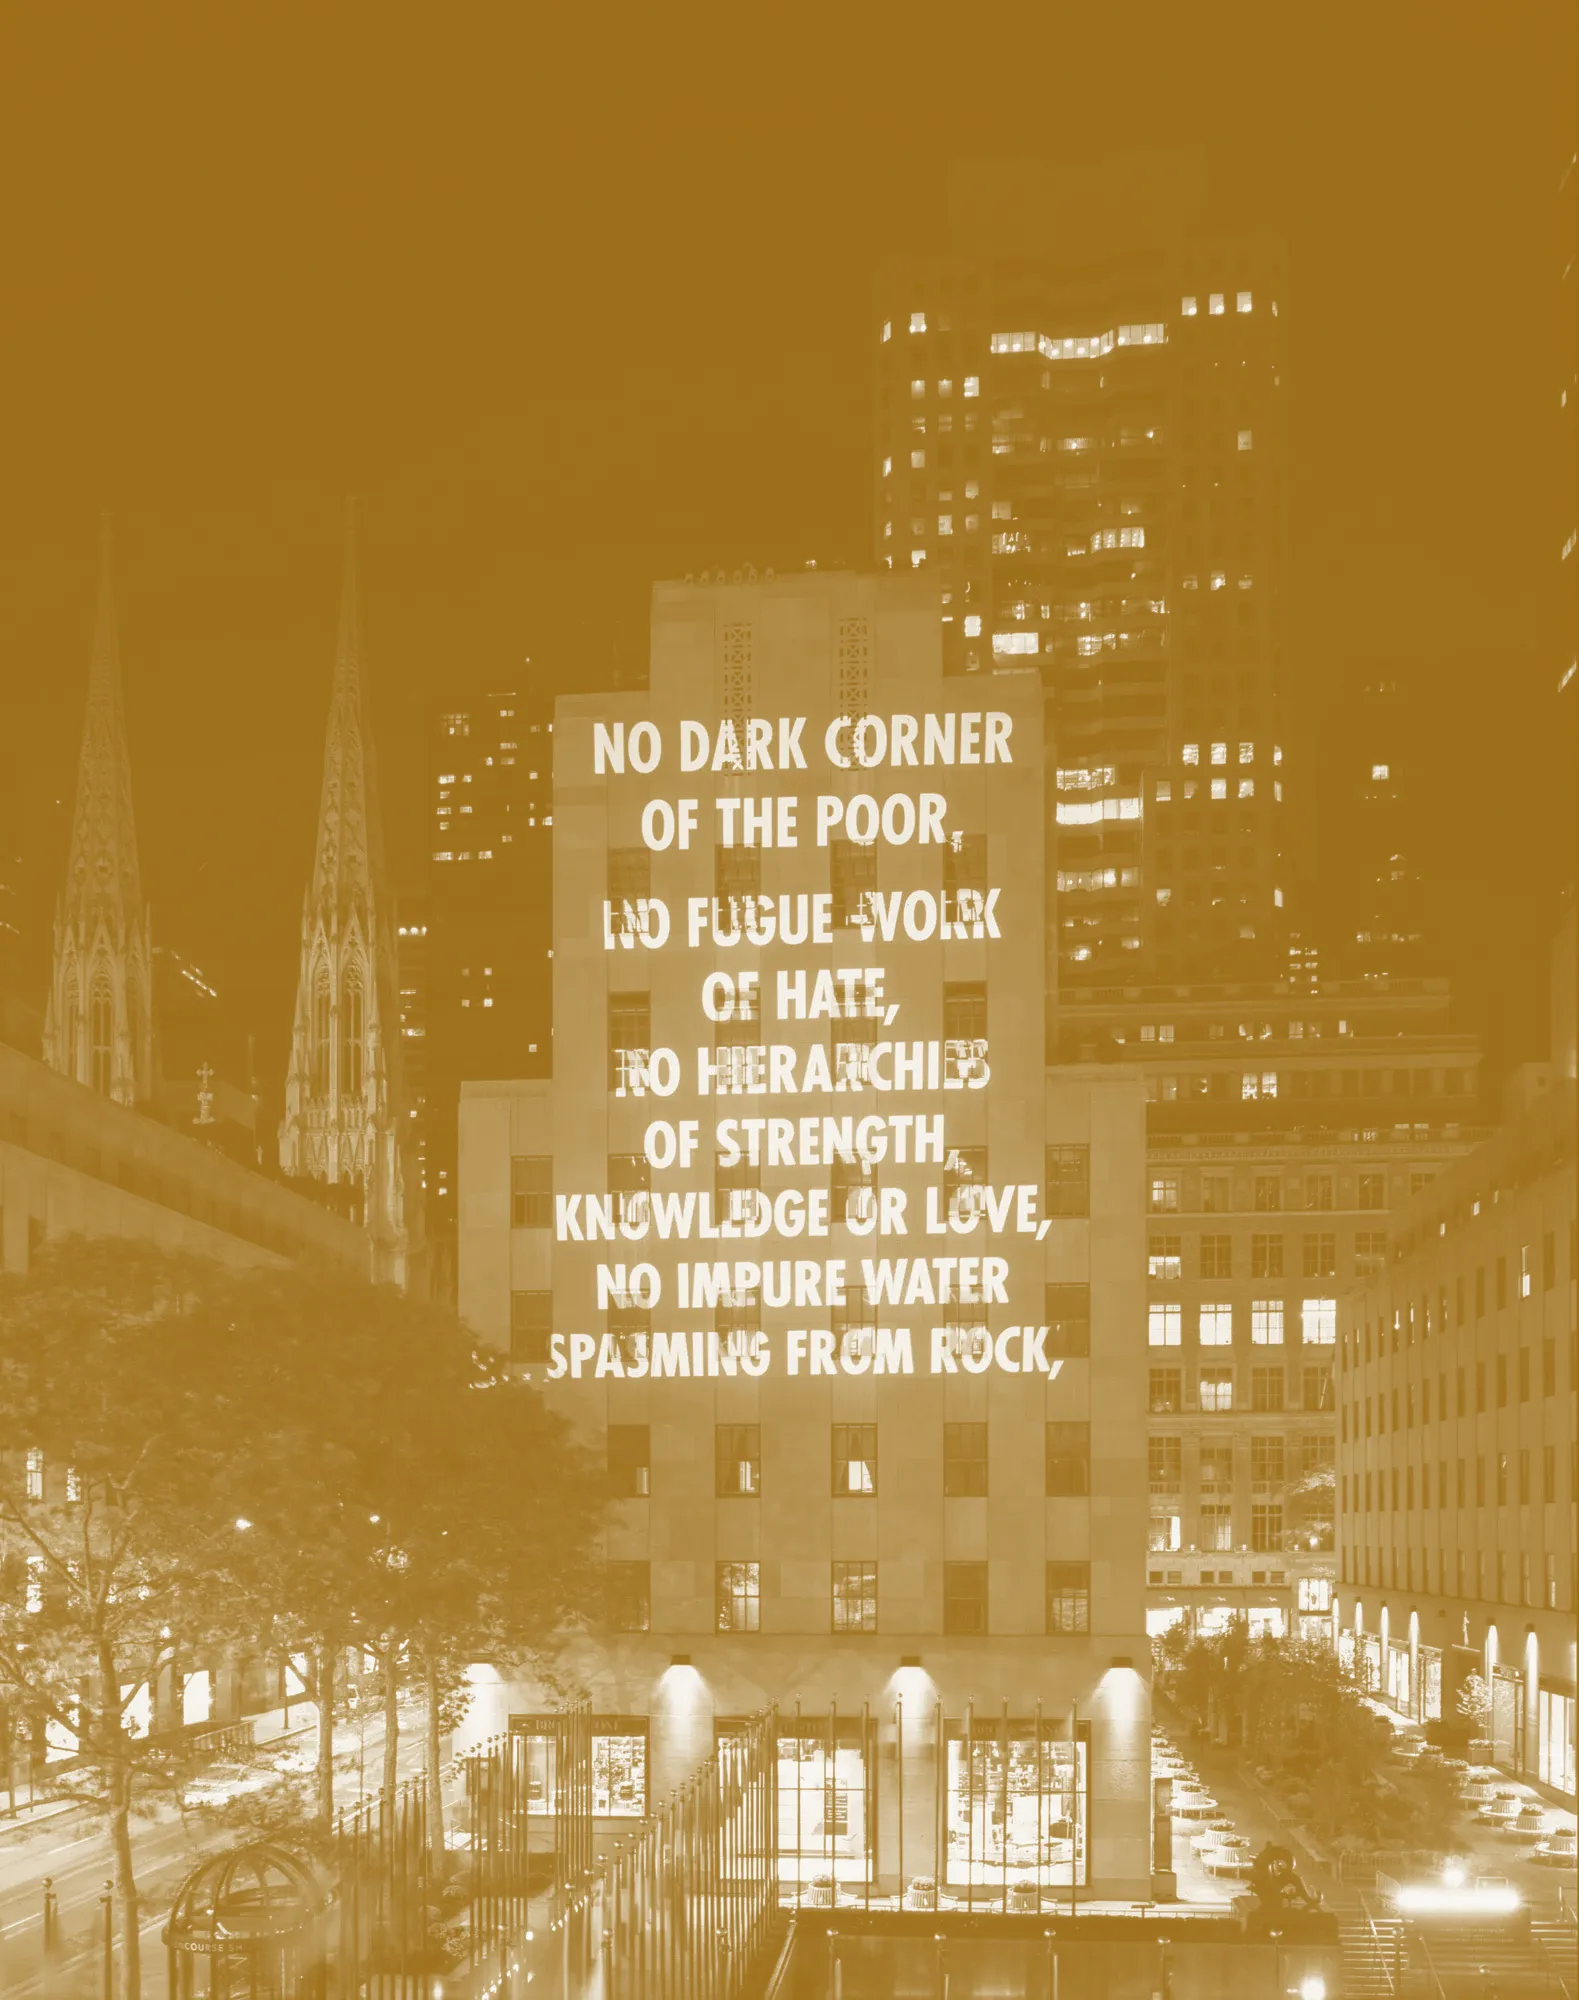 NO DARK CORNER
OF THE POOR,
NO FUGUE-WORK
OF HATE,
NO HIERARCHIES
OF STRENGTH,
KNOWLEDGE OR LOVE,
NO IMPURE WATER
SPASMING FROM ROCK,